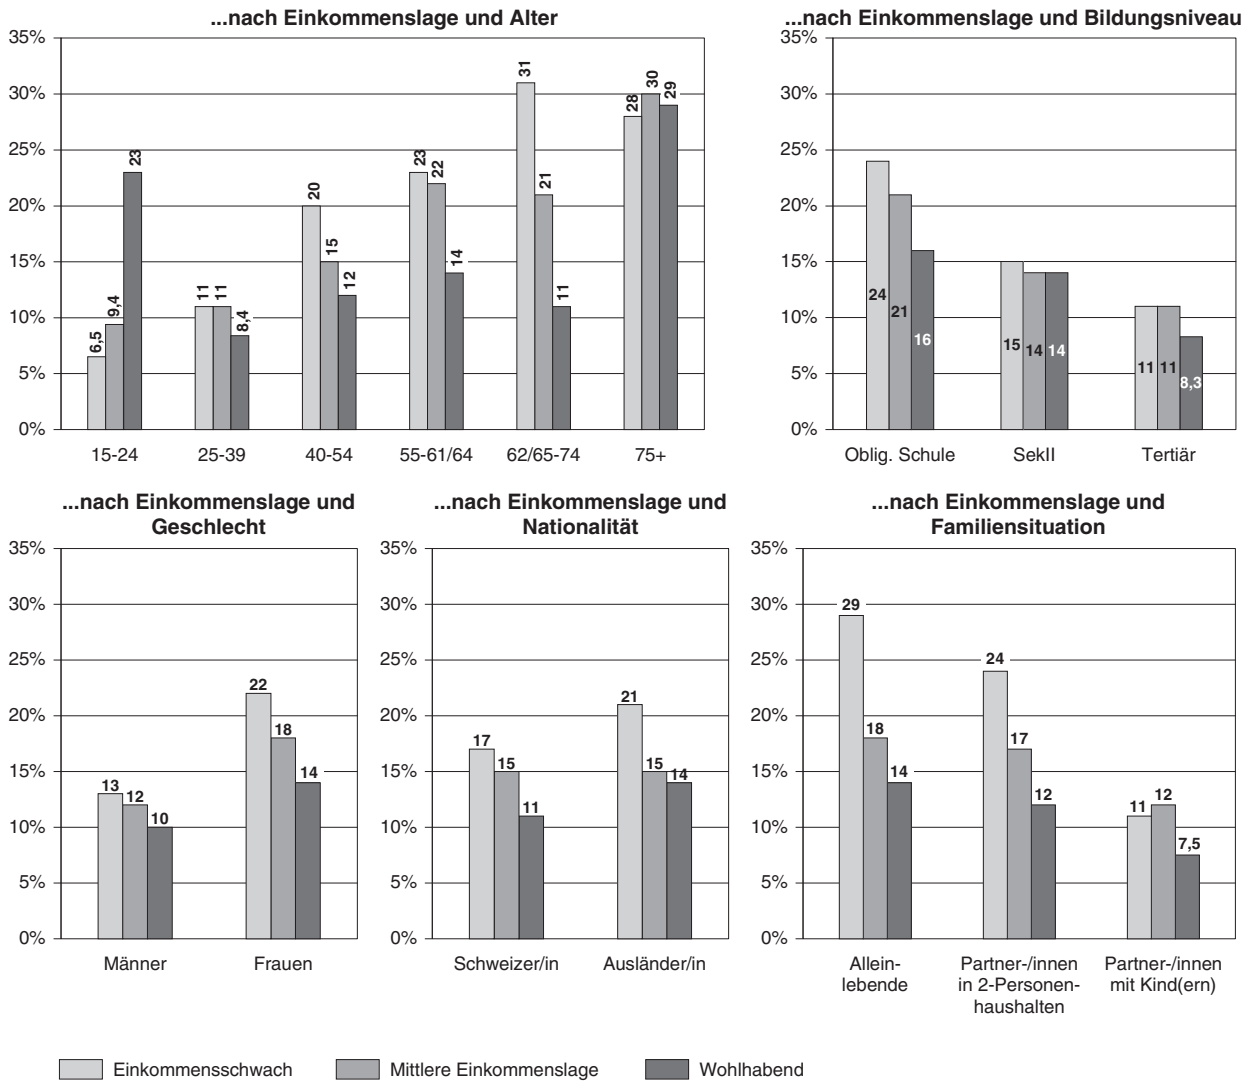 ...nach Einkommenslage und Alter
35%
30%
25%
20%
15%
10%
5%
0%
6,5 9,4 23
11 11 8,4
20 15 12
23 22 14
31 21 11
28 30 29
15-24 25-39 40-54 55-61/64 62/65-74 75+
...nach Einkommenslage und Bildungsniveau
35%
30%
25%
20%
15%
10%
5%
0%
24 21 16
15 14 14
11 11 8,3
Oblig. Schule SekII Tertiär
...nach Einkommenslage und
Geschlecht
35%
30%
25%
20%
15%
10%
5%
0%
13 12 10
22 18 14
Männer Frauen
...nach Einkommenslage und
Nationalität
35%
30%
25%
20%
15%
10%
5%
0%
17 15 11
21 15 14
Schweizer/in Ausländer/in
...nach Einkommenslage und
Familiensituation
35%
30%
25%
20%
15%
10%
5%
0%
29 18 14
24 17 12
11 12 7,5
Allein-
lebende
Partner-/innen
in 2-Personen-
haushalten
Partner-/innen
mit Kind(ern)
Einkommensschwach Mittlere Einkommenslage Wohlhabend